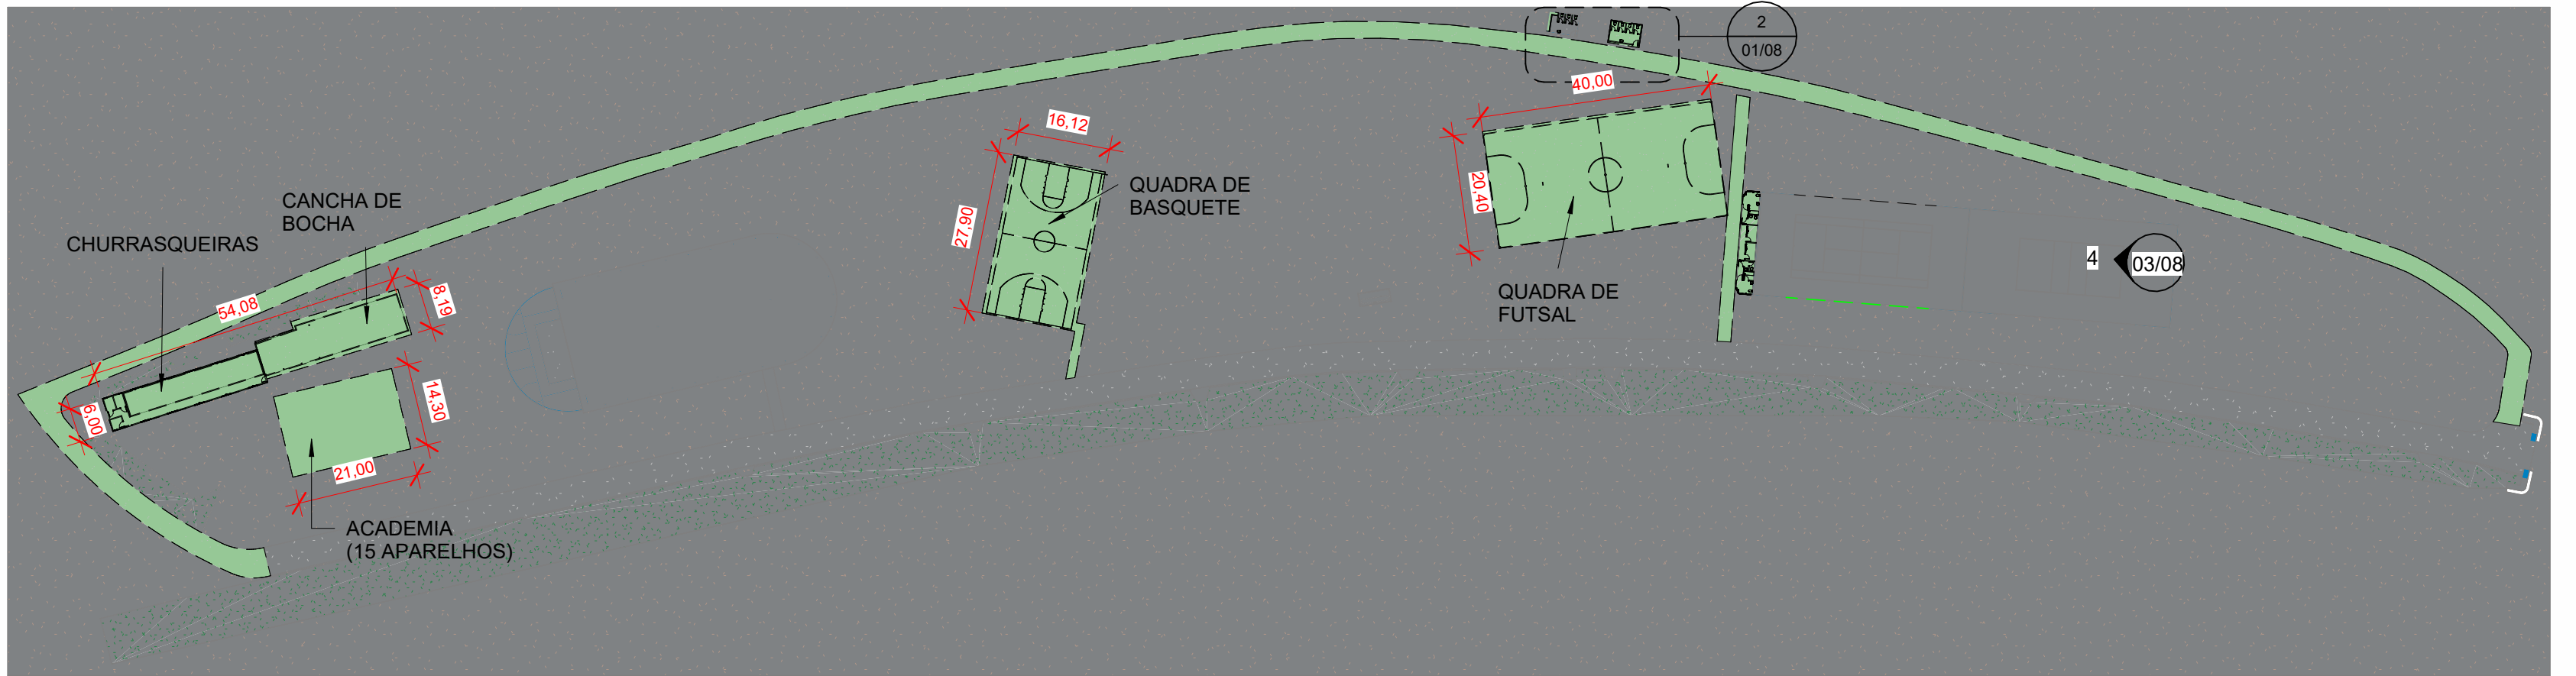 2
01/08
40,00
16,12
QUADRA DE
BASQUETE
20,40
CANCHA DE
BOCHA
27,90
CHURRASQUEIRAS
4
03/08
QUADRA DE
FUTSAL
54,08
8,19
6,00
14,30
21,00
ACADEMIA
(15 APARELHOS)